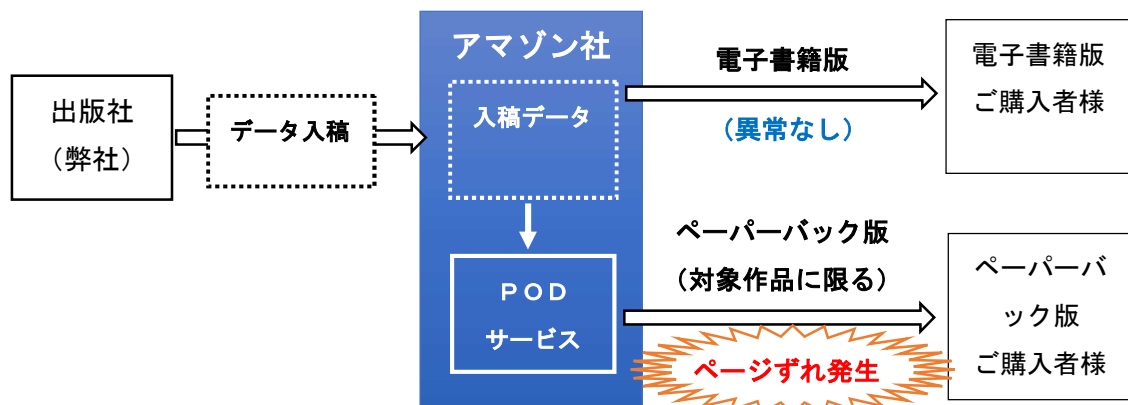 出版社
（弊社）
データ入稿
アマゾン社
入稿データ
ＰＯＤ
サービス
電子書籍版
（異常なし）
ペーパーバック版
（対象作品に限る）
ページずれ発生
電子書籍版
ご購入者様
ペーパーバ
ック版
ご購入者様